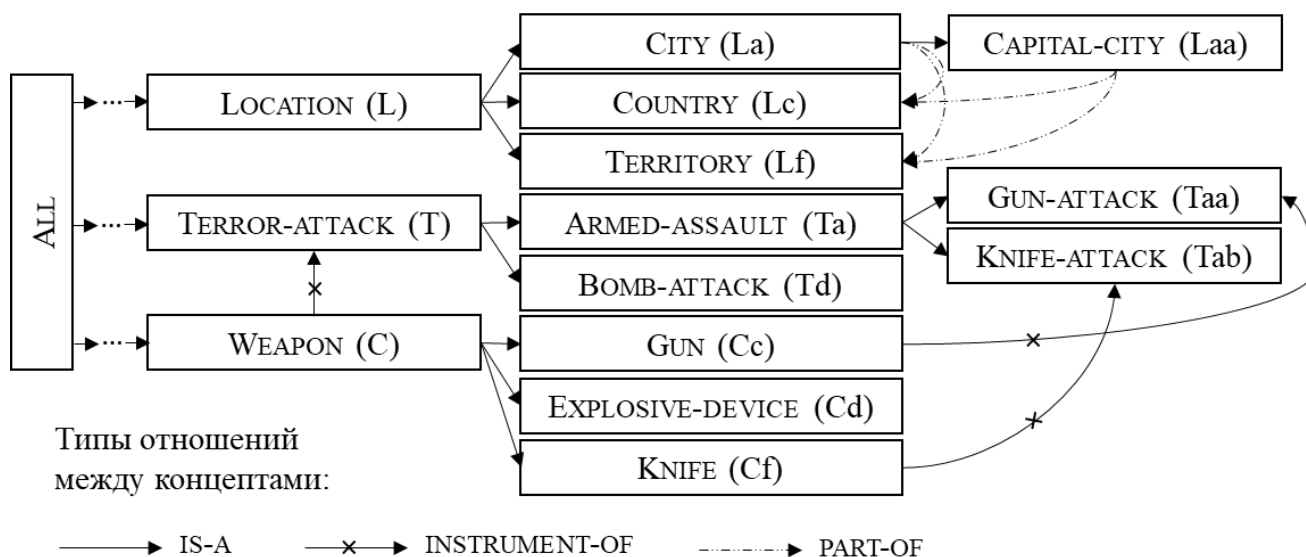 CITY (La)
CAPITAL-CITY (Laa)
LOCATION (L)
COUNTRY (Lc)
TERRITORY (Lf)
ALL
TERROR-ATTACK (T)
ARMED-ASSAULT (Ta)
GUN-ATTACK (Taa)
KNIFE-ATTACK (Tab)
BOMB-ATTACK (Td)
WEAPON (C)
GUN (Cc)
EXPLOSIVE-DEVICE (Cd)
KNIFE (Cf)
Типы отношений
между концептами:
IS-A
INSTRUMENT-OF
PART-OF